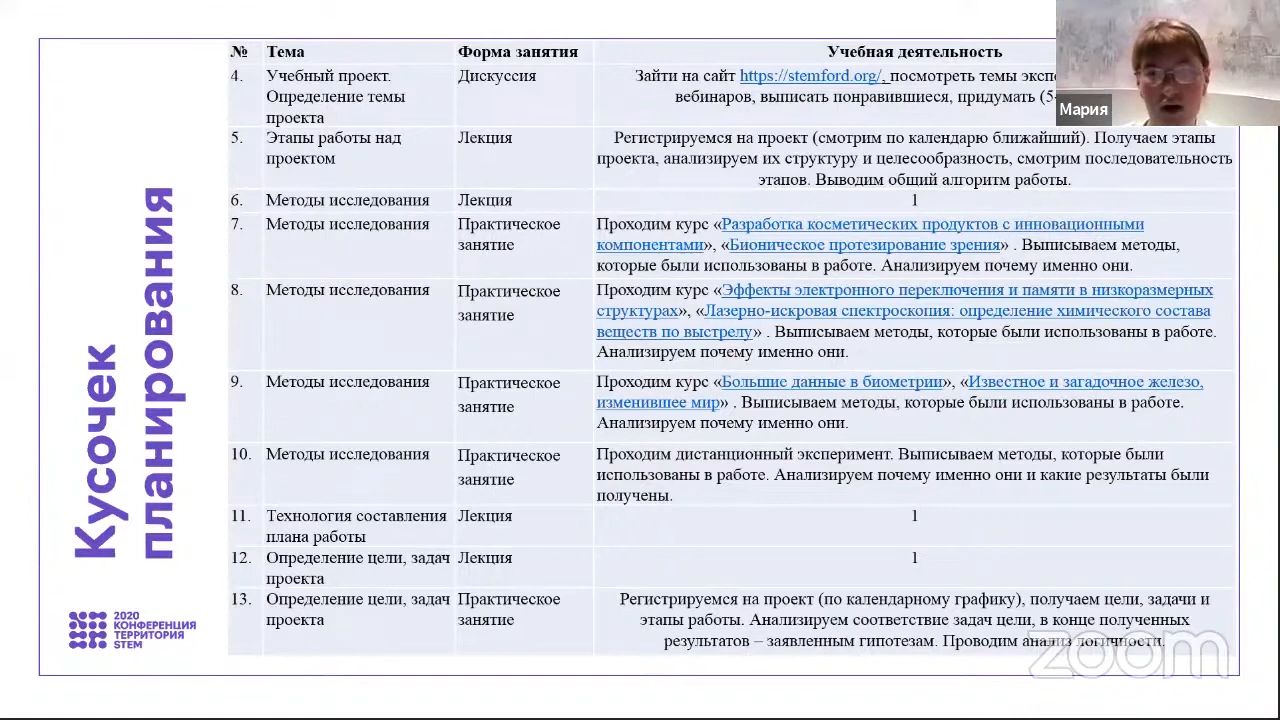 Кусочек
планирования
№ Тема Форма занятия Учебная деятельность
4. Учебный проект. Дискуссия Зайти на сайт https://stemford.org/, посмотреть темы
Определение темы вебинаров, выписать понравившиеся, придумать (5-
проекта
5. Этапы работы над Лекция Регистрируемся на проект (смотрим по календарю ближайший). Получаем этапы
проектом проекта, анализируем их структуру и целесообразность, смотрим последовательность
этапов. Выводим общий алгоритм работы.
6. Методы исследования Лекция 1
7. Методы исследования Практическое Проходим курс «Разработка косметических продуктов с инновационными
занятие компонентами», «Бионическое протезирование зрения» . Выписываем методы,
которые были использованы в работе. Анализируем почему именно они.
8. Методы исследования Практическое Проходим курс «Эффекты электронного переключения и памяти в низкоразмерных
занятие структурах», «Лазерно-искровая спектроскопия: определение химического состава
веществ по выстрелу» . Выписываем методы, которые были использованы в работе.
Анализируем почему именно они.
9. Методы исследования Практическое Проходим курс «Большие данные в биометрии», «Известное и загадочное железо,
занятие изменившее мир» . Выписываем методы, которые были использованы в работе.
Анализируем почему именно они.
10. Методы исследования Практическое Проходим дистанционный эксперимент. Выписываем методы, которые были
занятие использованы в работе. Анализируем почему именно они и какие результаты были
получены.
11. Технология составления Лекция 1
плана работы
12. Определение цели, задач Лекция 1
проекта
13. Определение цели, задач Практическое Регистрируемся на проект (по календарному графику), получаем цели, задачи и
проекта занятие этапы работы. Анализируем соответствие задач цели, в конце полученных
результатов – заявленным гипотезам. Проводим анализ логичности.
Мария
2020
КОНФЕРЕНЦИЯ
ТЕРРИТОРИЯ
STEM
zoom